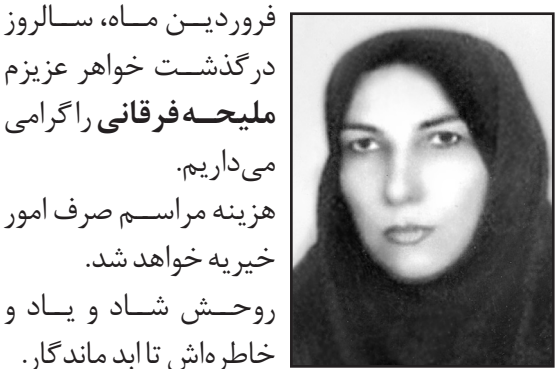 فروردین ماه، سالروز
درگذشت خواهر عزیزم
ملیحه فرقانی را گرامی
می‌داریم.
هزینه مراسم صرف امور
خیریه خواهد شد.
روحش شاد و یاد و
خاطره‌اش تا ابد ماندگار.